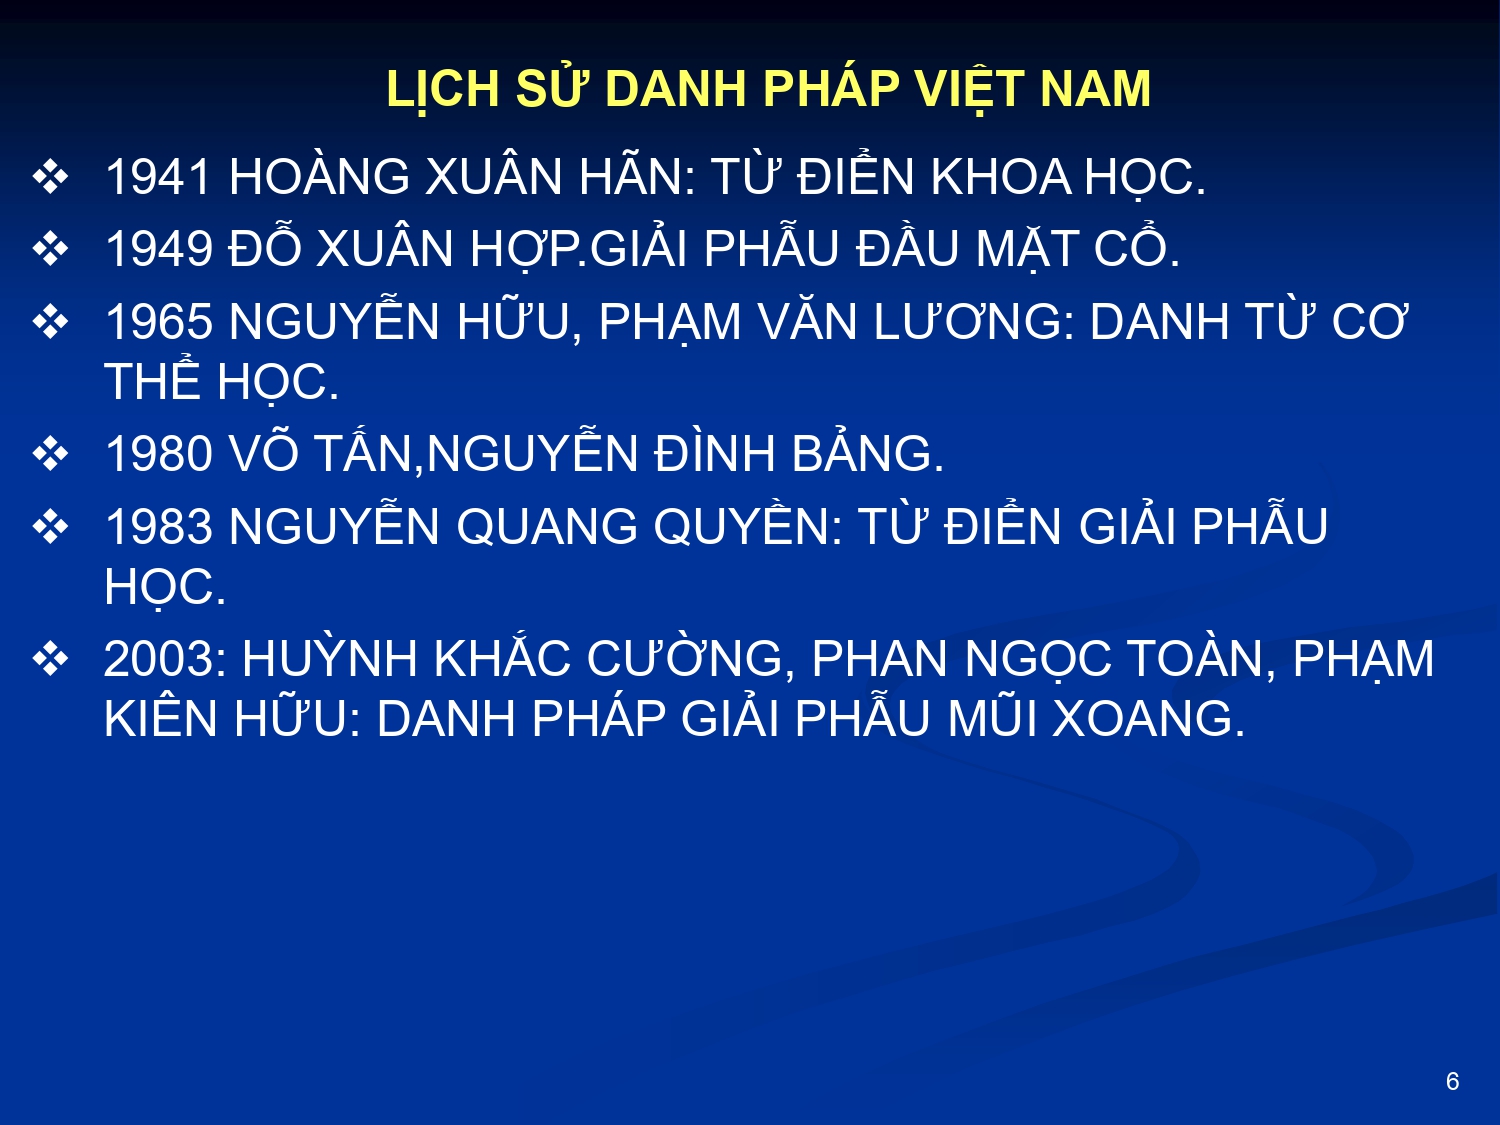 LỊCH SỬ DANH PHÁP VIỆT NAM
❖ 1941 HOÀNG XUÂN HÃN: TỪ ĐIỂN KHOA HỌC.
❖ 1949 ĐỖ XUÂN HỢP.GIẢI PHẪU ĐẦU MẶT CỔ.
❖ 1965 NGUYỄN HỮU, PHẠM VĂN LƯƠNG: DANH TỪ CƠ
THỂ HỌC.
❖ 1980 VÕ TẤN,NGUYỄN ĐÌNH BẢNG.
❖ 1983 NGUYỄN QUANG QUYỀN: TỪ ĐIỂN GIẢI PHẪU
HỌC.
❖ 2003: HUỲNH KHẮC CƯỜNG, PHAN NGỌC TOÀN, PHẠM
KIÊN HỮU: DANH PHÁP GIẢI PHẪU MŨI XOANG.
6